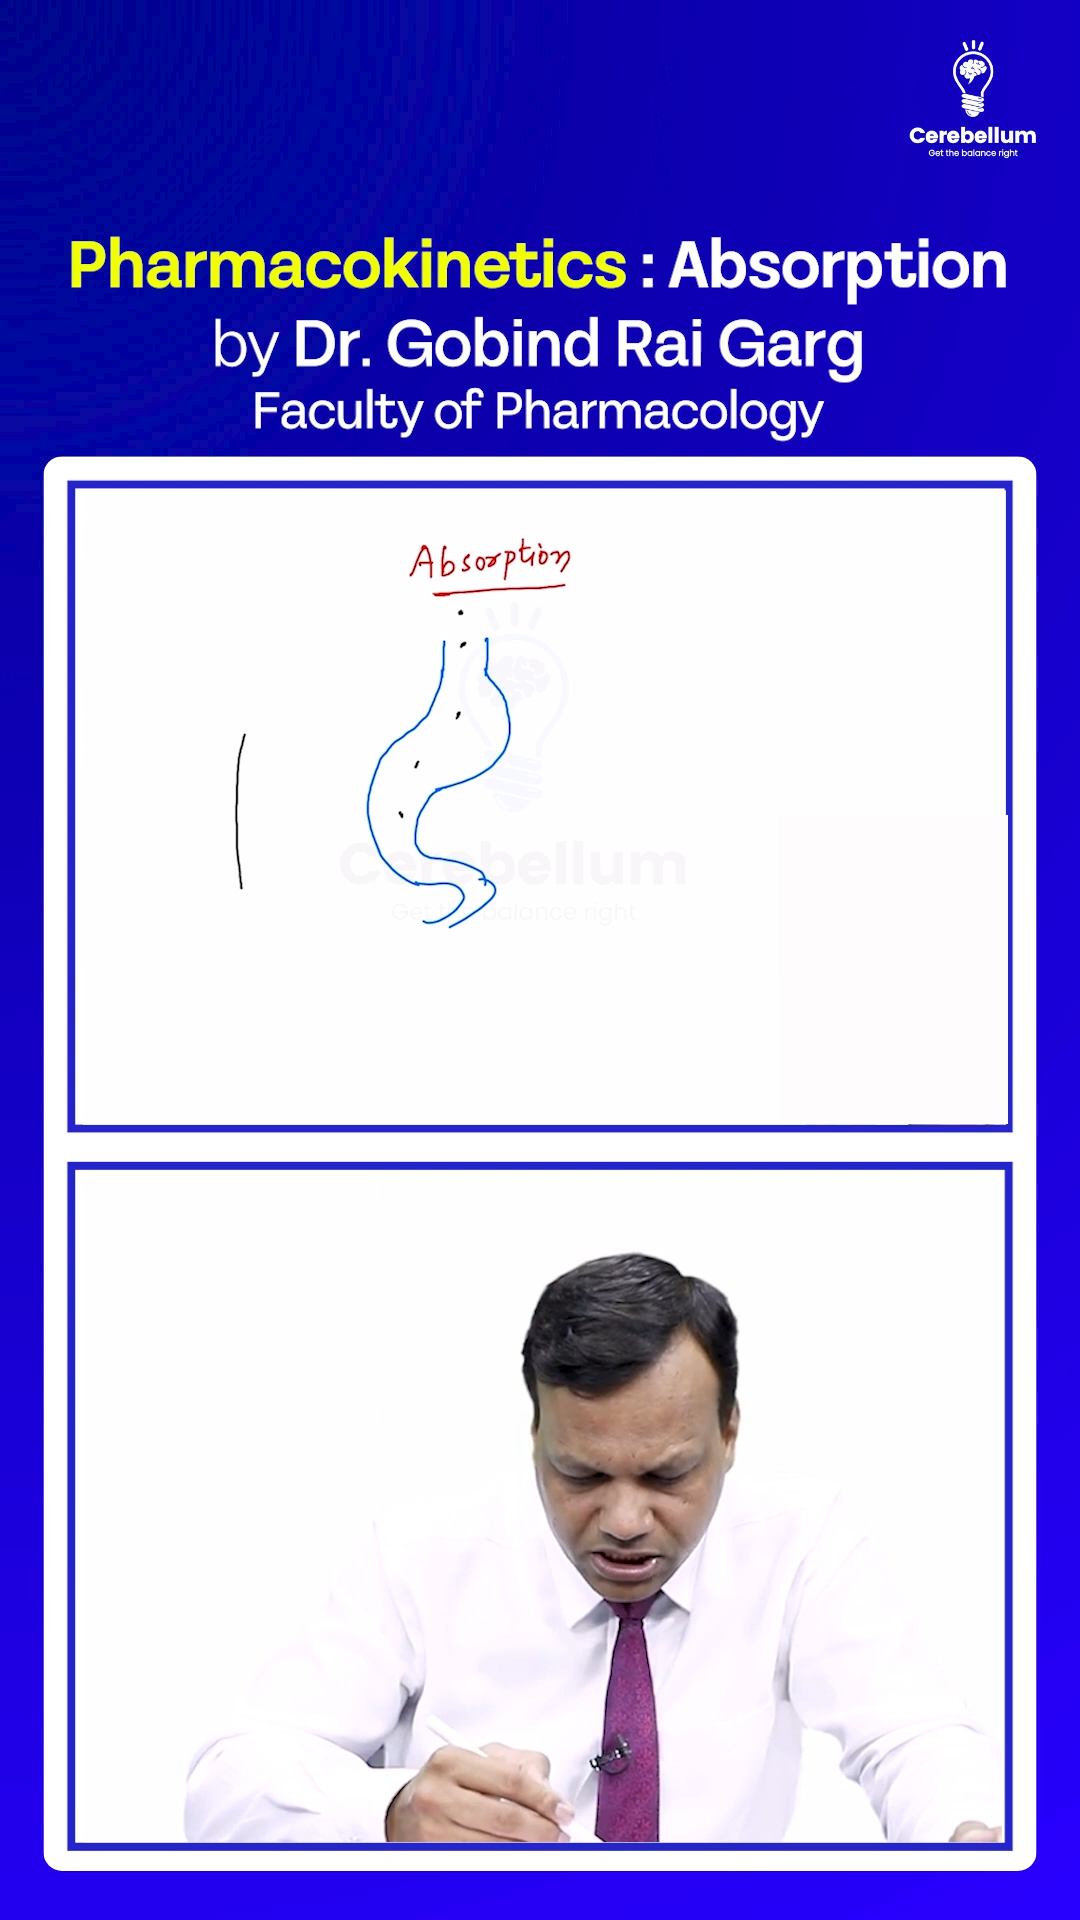 Cerebellum
Get the balance right
Pharmacokinetics : Absorption
by Dr. Gobind Rai Garg
Faculty of Pharmacology
Absorption
Cerebellum
Get the balance right